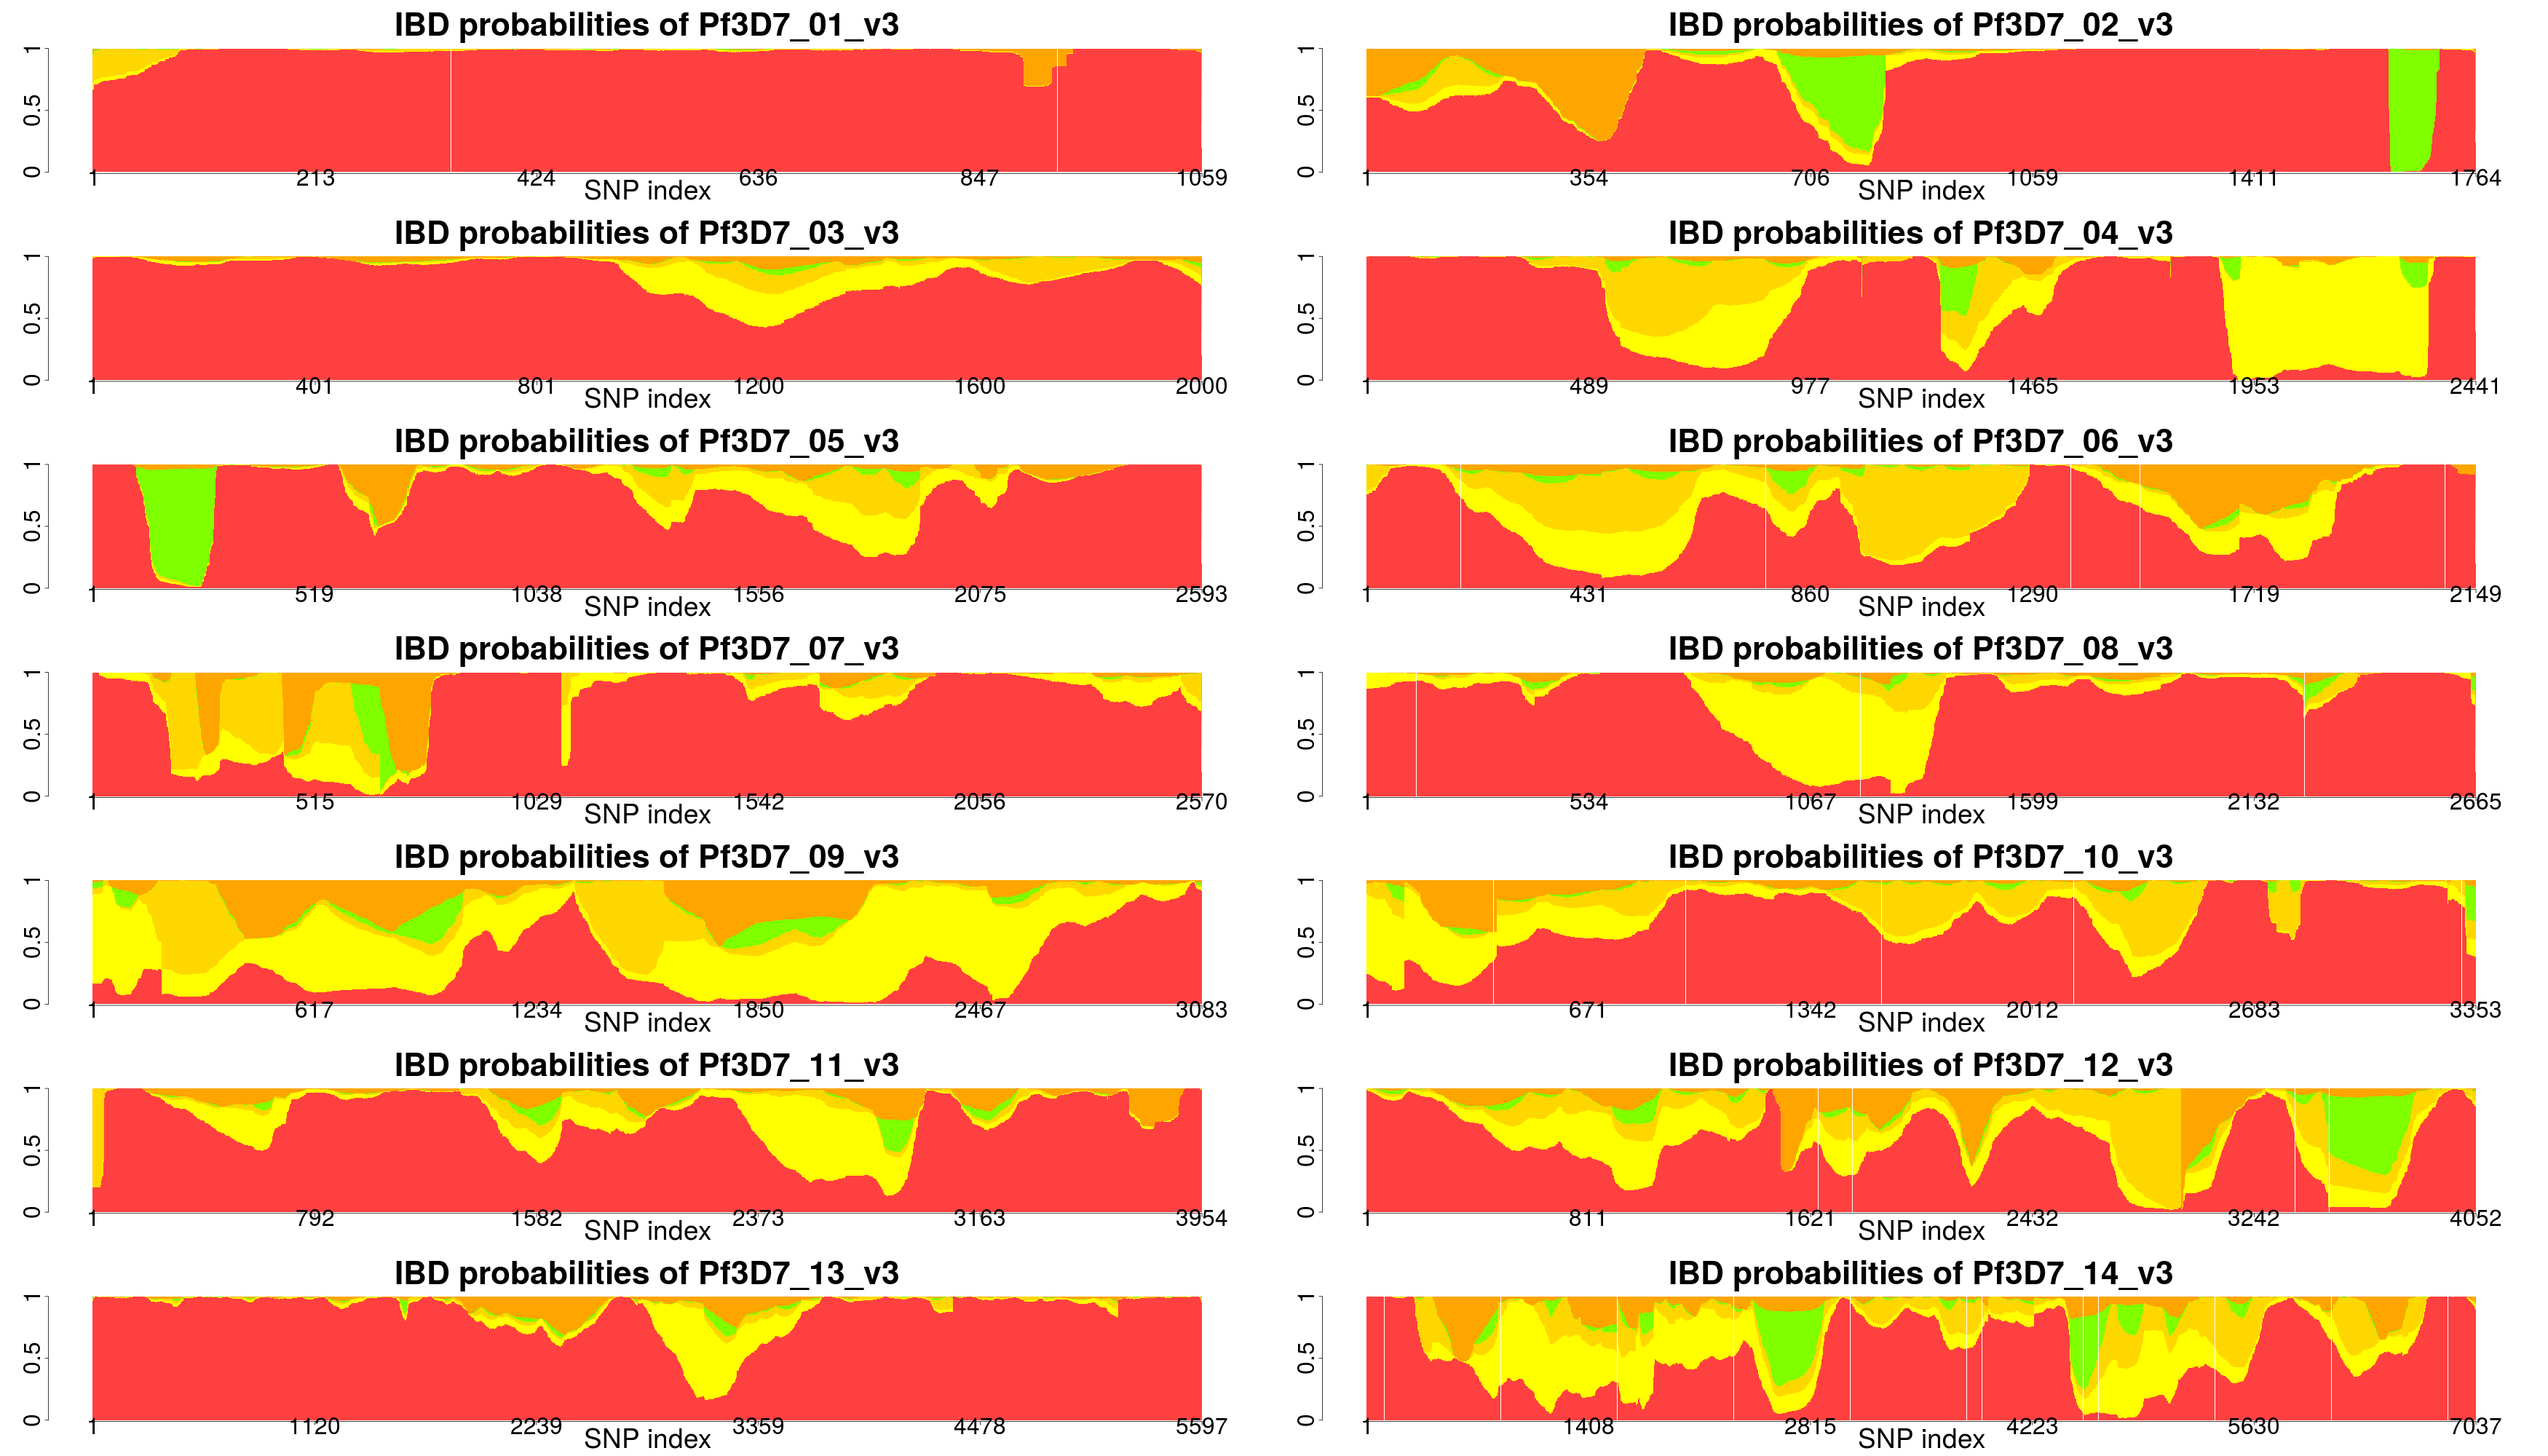 IBD probabilities of Pf3D7_01_v3
0 0.5 1
1 213 424 636 847 1059
SNP index
IBD probabilities of Pf3D7_02_v3
0 0.5 1
1 354 706 1059 1411 1764
SNP index
IBD probabilities of Pf3D7_03_v3
0 0.5 1
1 401 801 1200 1600 2000
SNP index
IBD probabilities of Pf3D7_04_v3
0 0.5 1
1 489 977 1465 1953 2441
SNP index
IBD probabilities of Pf3D7_05_v3
0 0.5 1
1 519 1038 1556 2075 2593
SNP index
IBD probabilities of Pf3D7_06_v3
0 0.5 1
1 431 860 1290 1719 2149
SNP index
IBD probabilities of Pf3D7_07_v3
0 0.5 1
1 515 1029 1542 2056 2570
SNP index
IBD probabilities of Pf3D7_08_v3
0 0.5 1
1 534 1067 1599 2132 2665
SNP index
IBD probabilities of Pf3D7_09_v3
0 0.5 1
1 617 1234 1850 2467 3083
SNP index
IBD probabilities of Pf3D7_10_v3
0 0.5 1
1 671 1342 2012 2683 3353
SNP index
IBD probabilities of Pf3D7_11_v3
0 0.5 1
1 792 1582 2373 3163 3954
SNP index
IBD probabilities of Pf3D7_12_v3
0 0.5 1
1 811 1621 2432 3242 4052
SNP index
IBD probabilities of Pf3D7_13_v3
0 0.5 1
1 1120 2239 3359 4478 5597
SNP index
IBD probabilities of Pf3D7_14_v3
0 0.5 1
1 1408 2815 4223 5630 7037
SNP index